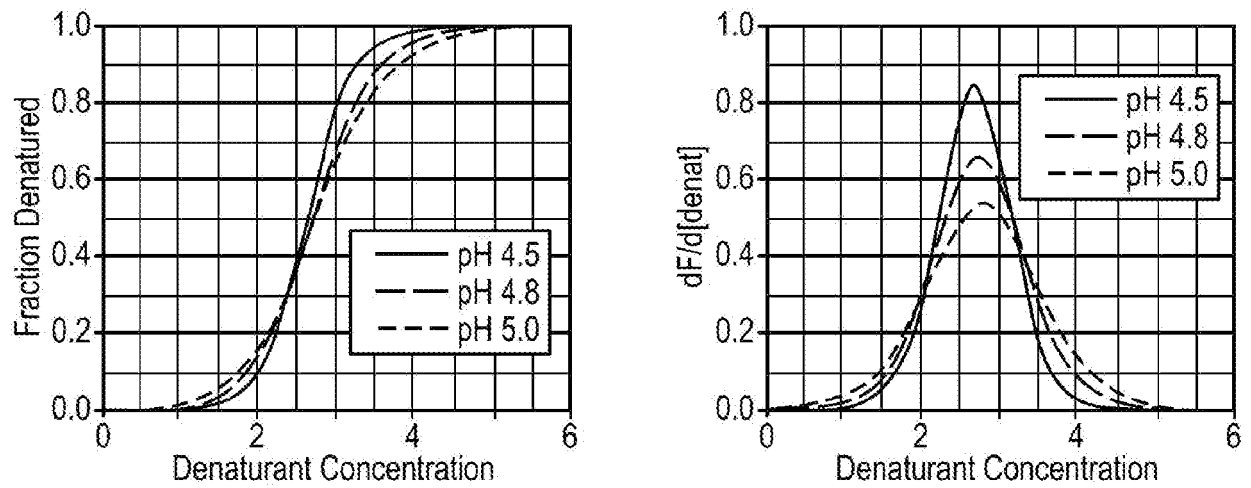 Fraction Denatured
1.0
0.8
0.6
0.4
0.2
0.0
pH 4.5
pH 4.8
pH 5.0
0 2 4 6
Denaturant Concentration
dF/d[denat]
1.0
0.8
0.6
0.4
0.2
0.0
pH 4.5
pH 4.8
pH 5.0
0 2 4 6
Denaturant Concentration